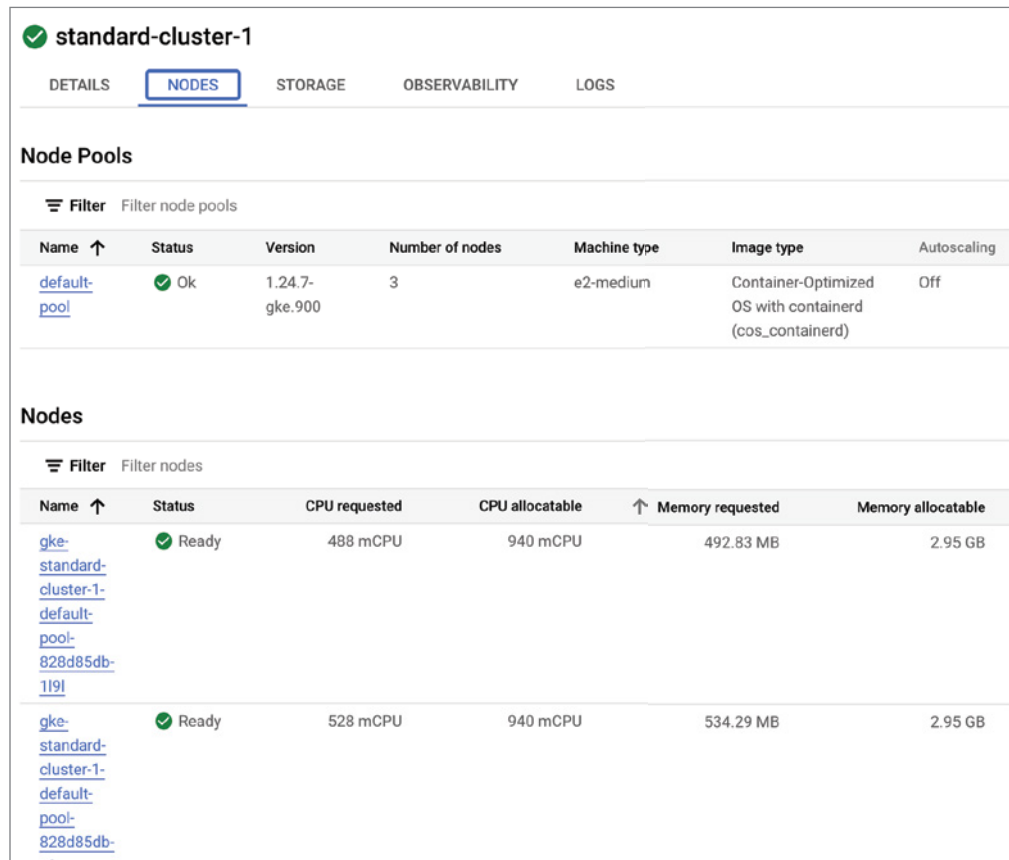 standard-cluster-1
DETAILS NODES STORAGE OBSERVABILITY LOGS
Node Pools
Filter Filter node pools
Name Status Version Number of nodes Machine type Image type Autoscaling
default- Ok 1.24.7- 3 e2-medium Container-Optimized Off
pool gke.900 OS with containerd
(cos_containerd)
Nodes
Filter Filter nodes
Name Status CPU requested CPU allocatable Memory requested Memory allocatable
gke- Ready 488 mCPU 940 mCPU 492.83 MB 2.95 GB
standard-
cluster-1-
default-
pool-
828d85db-
1l9l
gke- Ready 528 mCPU 940 mCPU 534.29 MB 2.95 GB
standard-
cluster-1-
default-
pool-
828d85db-